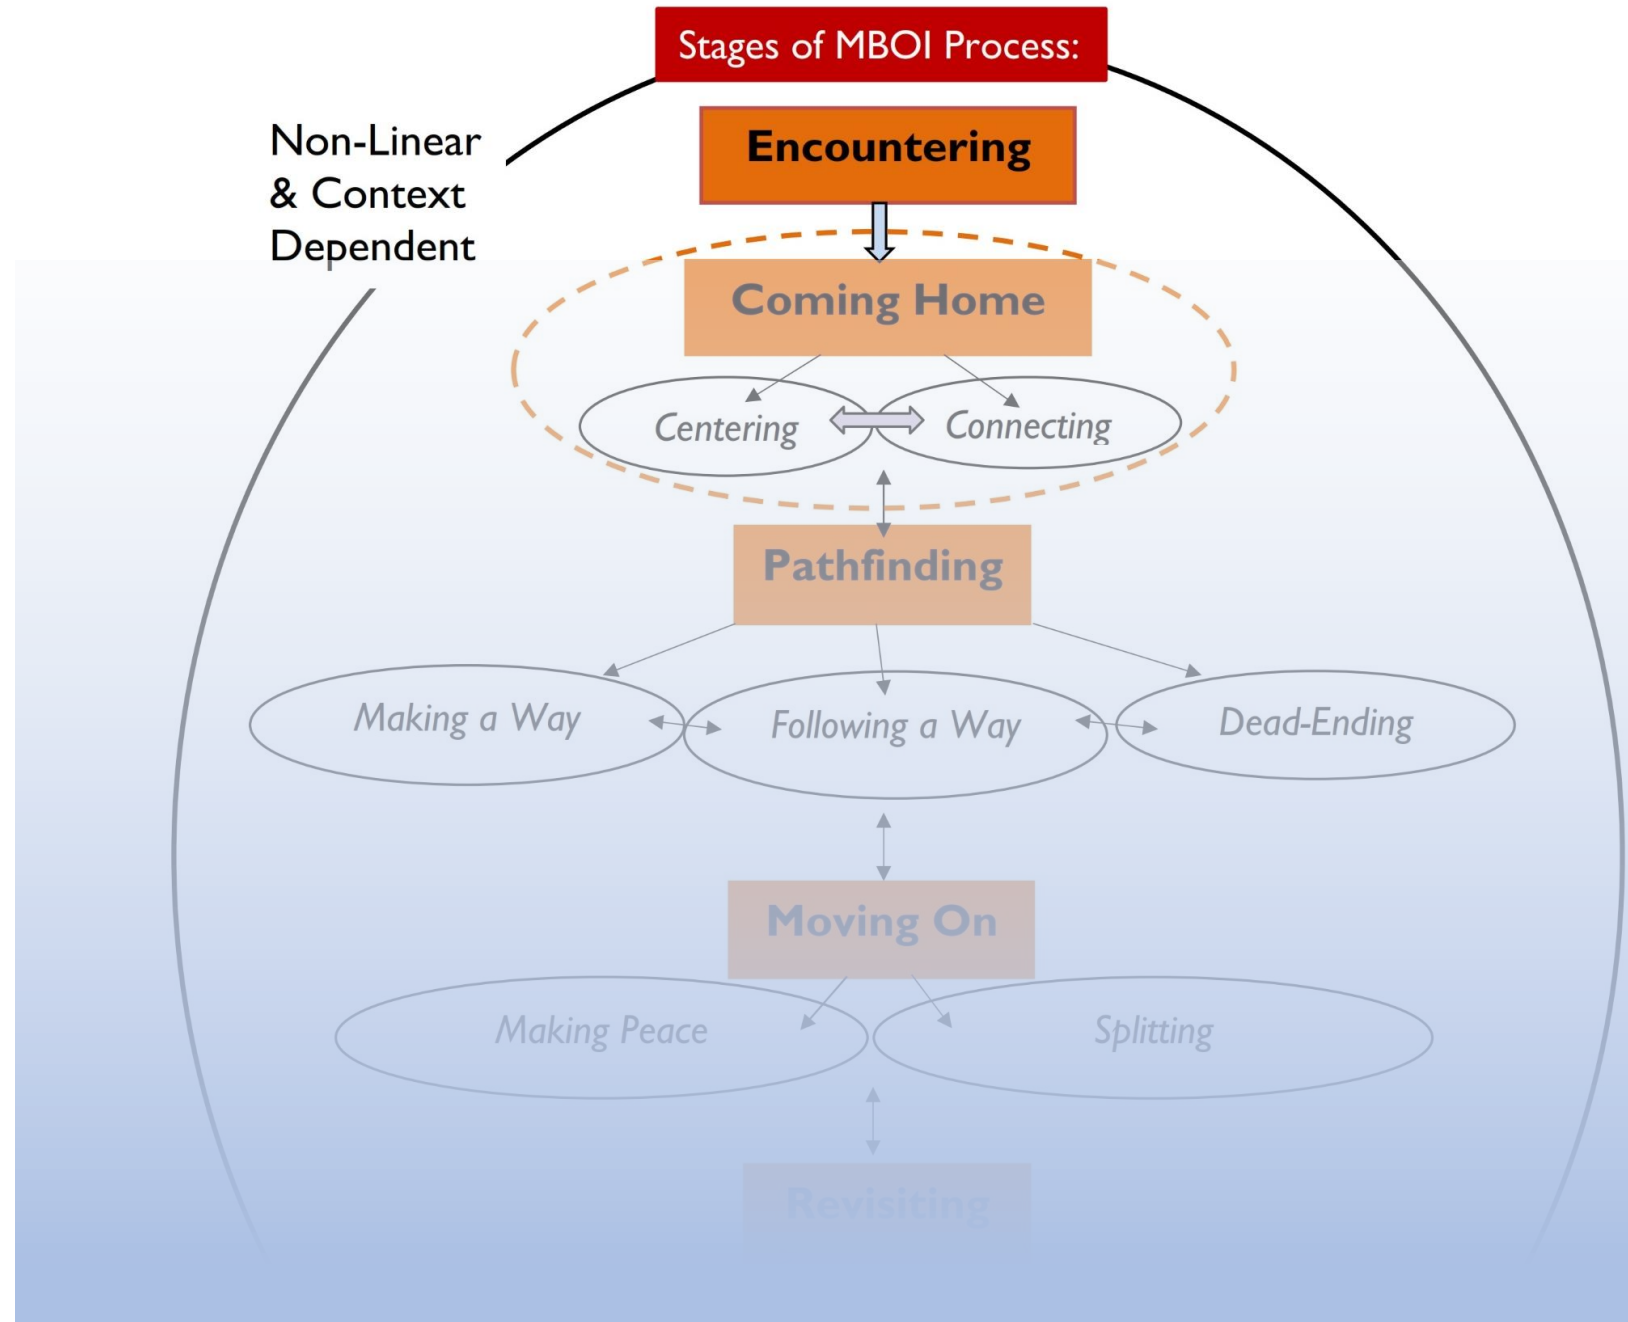 Stages of MBOI Process:
Non-Linear
& Context
Dependent
Encountering
Coming Home
Centering
Connecting
Pathfinding
Making a Way
Following a Way
Dead-Ending
Moving On
Making Peace
Splitting
Revisiting